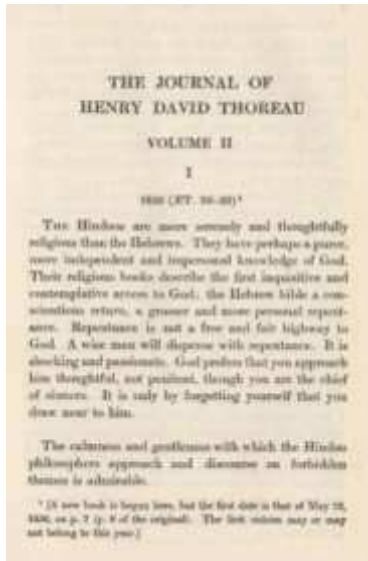 THE JOURNAL OF
HENRY DAVID THOREAU
VOLUME II
I
1850 (ÆT. 32-33)¹
THE Hindoos are more serenely and thoughtfully
religious than the Hebrews. They have perhaps a purer,
more independent and impersonal knowledge of God.
Their religious books describe the first inquisitive and
contemplative access to God; the Hebrew bible a con-
scientious return, a grosser and more personal repent-
ance. Repentance is not a free and fair highway to
God. A wise man will dispense with repentance. It is
shocking and passionate. God prefers that you approach
him thoughtful, not penitent, though you are the chief
of sinners. It is only by forgetting yourself that you
draw near to him.
The calmness and gentleness with which the Hindoo
philosophers approach and discourse on forbidden
themes is admirable.
¹ [A new book is begun here, but the first date is that of May 12,
1850, on p. 7 (p. 8 of the original). The first entries may or may
not belong to this year.]